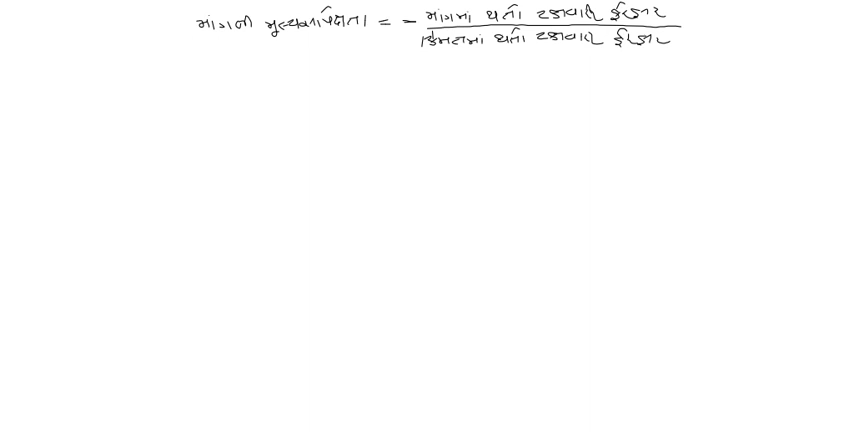 માંગની મૂલ્યસાપેક્ષતા = - માંગમાં થતો ટકાવારી ફેરફાર
કિંમતમાં થતો ટકાવારી ફેરફાર